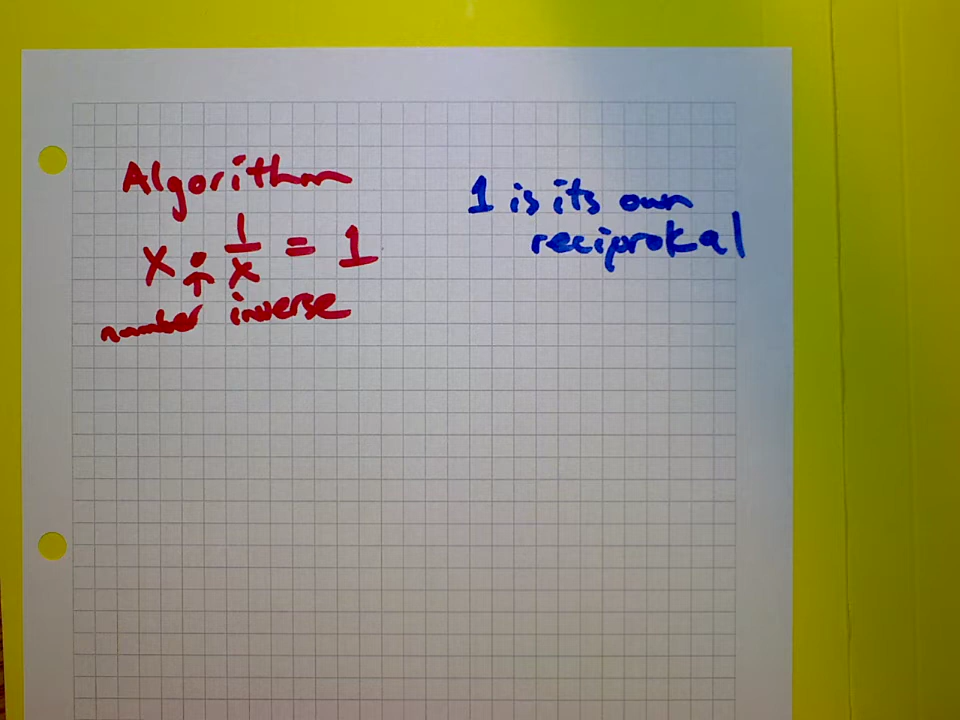 Algorithm
x · 1/x = 1
↑
number inverse
1 is its own
reciprokal